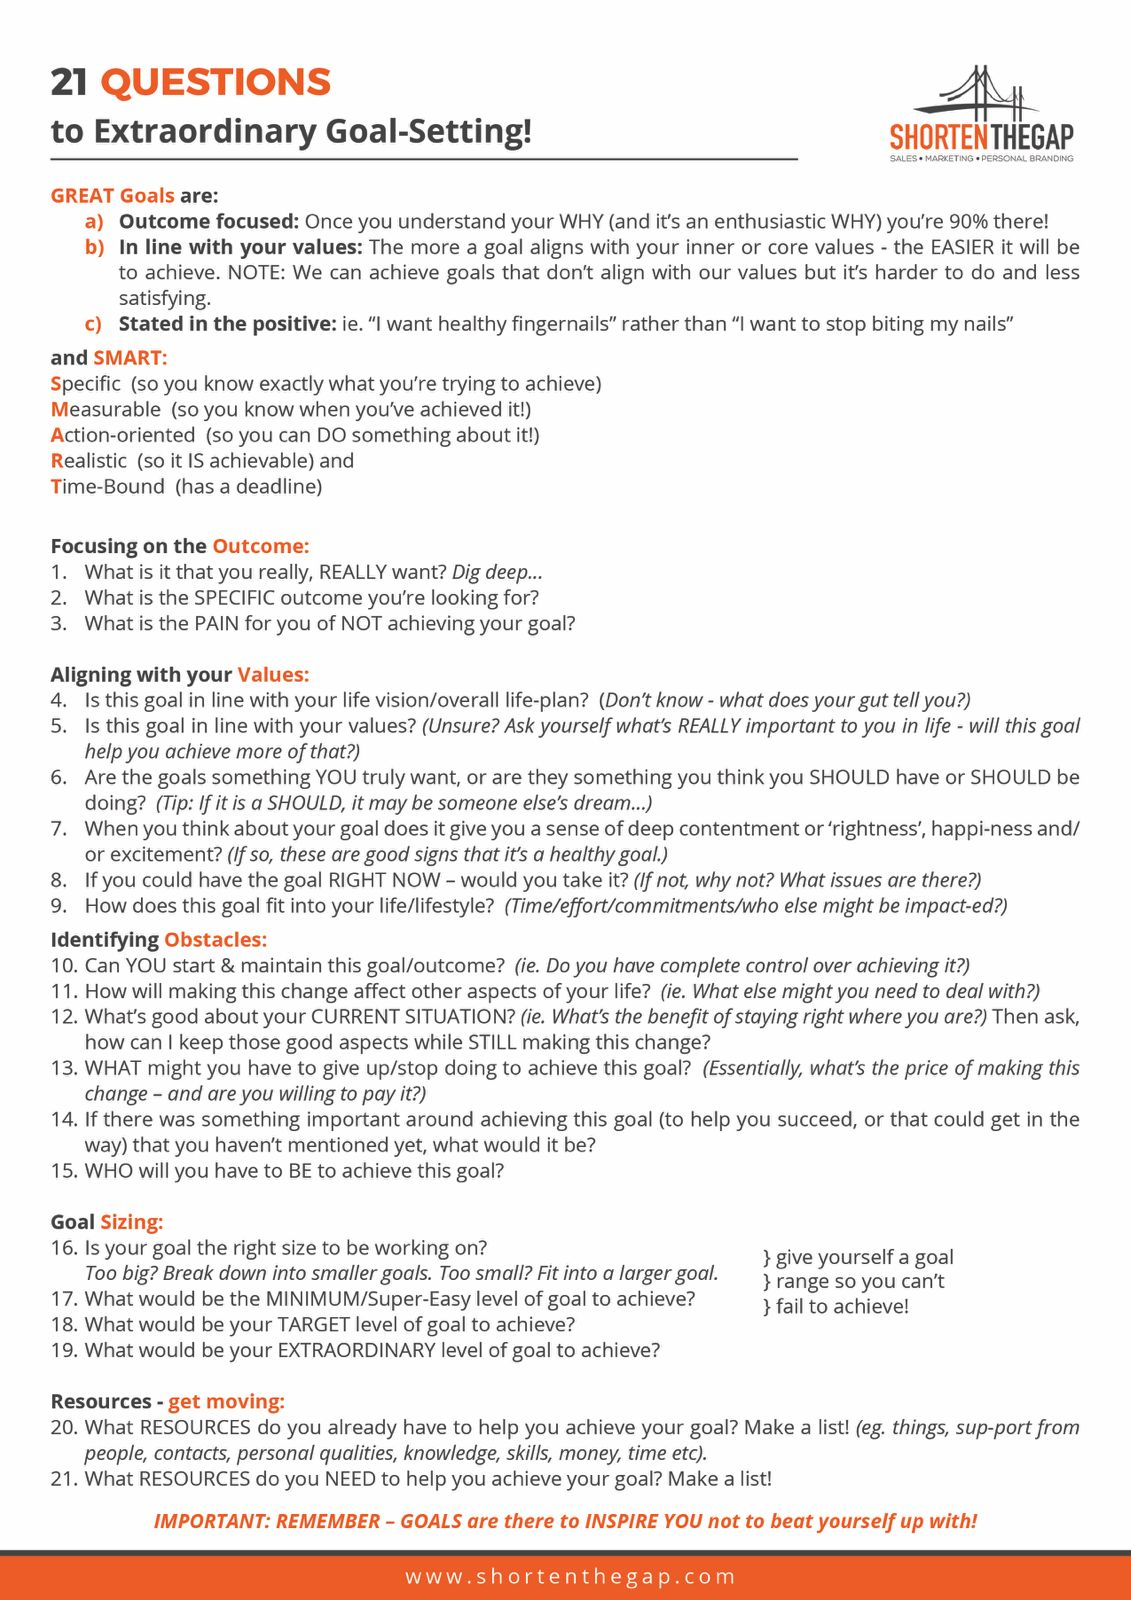 21 QUESTIONS
to Extraordinary Goal-Setting!
SHORTENTHEGAP
SALES • MARKETING • PERSONAL BRANDING
GREAT Goals are:
a) Outcome focused: Once you understand your WHY (and it's an enthusiastic WHY) you're 90% there!
b) In line with your values: The more a goal aligns with your inner or core values - the EASIER it will be
to achieve. NOTE: We can achieve goals that don't align with our values but it's harder to do and less
satisfying.
c) Stated in the positive: ie. "I want healthy fingernails" rather than "I want to stop biting my nails"
and SMART:
Specific (so you know exactly what you're trying to achieve)
Measurable (so you know when you've achieved it!)
Action-oriented (so you can DO something about it!)
Realistic (so it IS achievable) and
Time-Bound (has a deadline)
Focusing on the Outcome:
1. What is it that you really, REALLY want? Dig deep...
2. What is the SPECIFIC outcome you're looking for?
3. What is the PAIN for you of NOT achieving your goal?
Aligning with your Values:
4. Is this goal in line with your life vision/overall life-plan? (Don't know - what does your gut tell you?)
5. Is this goal in line with your values? (Unsure? Ask yourself what's REALLY important to you in life - will this goal
help you achieve more of that?)
6. Are the goals something YOU truly want, or are they something you think you SHOULD have or SHOULD be
doing? (Tip: If it is a SHOULD, it may be someone else's dream...)
7. When you think about your goal does it give you a sense of deep contentment or 'rightness', happi-ness and/
or excitement? (If so, these are good signs that it's a healthy goal.)
8. If you could have the goal RIGHT NOW – would you take it? (If not, why not? What issues are there?)
9. How does this goal fit into your life/lifestyle? (Time/effort/commitments/who else might be impact-ed?)
Identifying Obstacles:
10. Can YOU start & maintain this goal/outcome? (ie. Do you have complete control over achieving it?)
11. How will making this change affect other aspects of your life? (ie. What else might you need to deal with?)
12. What's good about your CURRENT SITUATION? (ie. What's the benefit of staying right where you are?) Then ask,
how can I keep those good aspects while STILL making this change?
13. WHAT might you have to give up/stop doing to achieve this goal? (Essentially, what's the price of making this
change – and are you willing to pay it?)
14. If there was something important around achieving this goal (to help you succeed, or that could get in the
way) that you haven't mentioned yet, what would it be?
15. WHO will you have to BE to achieve this goal?
Goal Sizing:
16. Is your goal the right size to be working on?
Too big? Break down into smaller goals. Too small? Fit into a larger goal.
17. What would be the MINIMUM/Super-Easy level of goal to achieve?
18. What would be your TARGET level of goal to achieve?
19. What would be your EXTRAORDINARY level of goal to achieve?
} give yourself a goal
} range so you can't
} fail to achieve!
Resources - get moving:
20. What RESOURCES do you already have to help you achieve your goal? Make a list! (eg. things, sup-port from
people, contacts, personal qualities, knowledge, skills, money, time etc).
21. What RESOURCES do you NEED to help you achieve your goal? Make a list!
IMPORTANT: REMEMBER – GOALS are there to INSPIRE YOU not to beat yourself up with!
www.shortenthegap.com